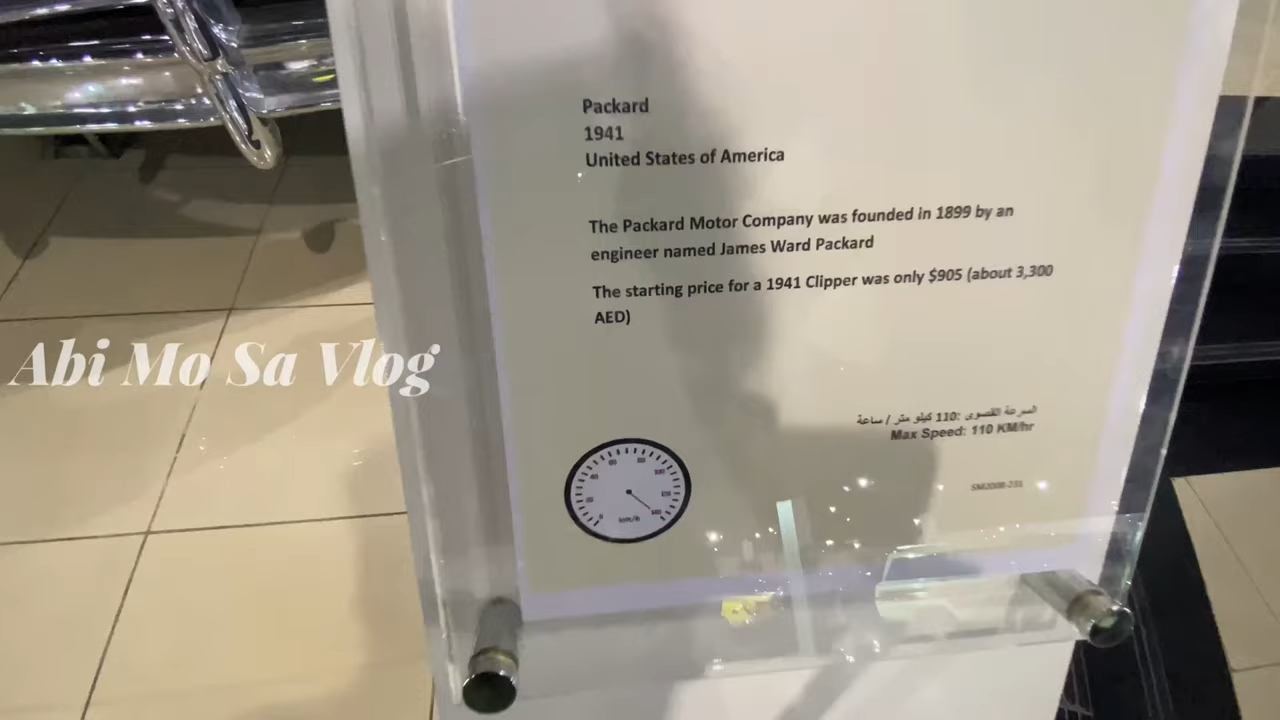 Packard
1941
United States of America
The Packard Motor Company was founded in 1899 by an
engineer named James Ward Packard
The starting price for a 1941 Clipper was only $905 (about 3,300
AED)
Abi Mo Sa Vlog
السرعة القصوى :110 كيلو متر / ساعة
Max Speed: 110 KM/hr